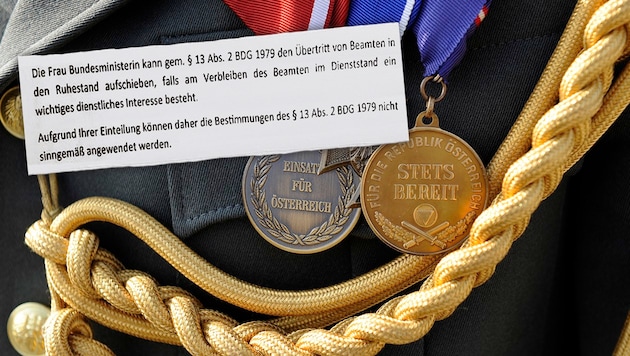 Die Frau Bundesministerin kann gem. § 13 Abs. 2 BDG 1979 den Übertritt von Beamten in
den Ruhestand aufschieben, falls am Verbleiben des Beamten im Dienststand ein
wichtiges dienstliches Interesse besteht.
Aufgrund Ihrer Einteilung können daher die Bestimmungen des § 13 Abs. 2 BDG 1979 nicht
sinngemäß angewendet werden.
EINSATZ
FÜR
ÖSTERREICH
FÜR DIE REPUBLIK ÖSTERREICH
STETS
BEREIT